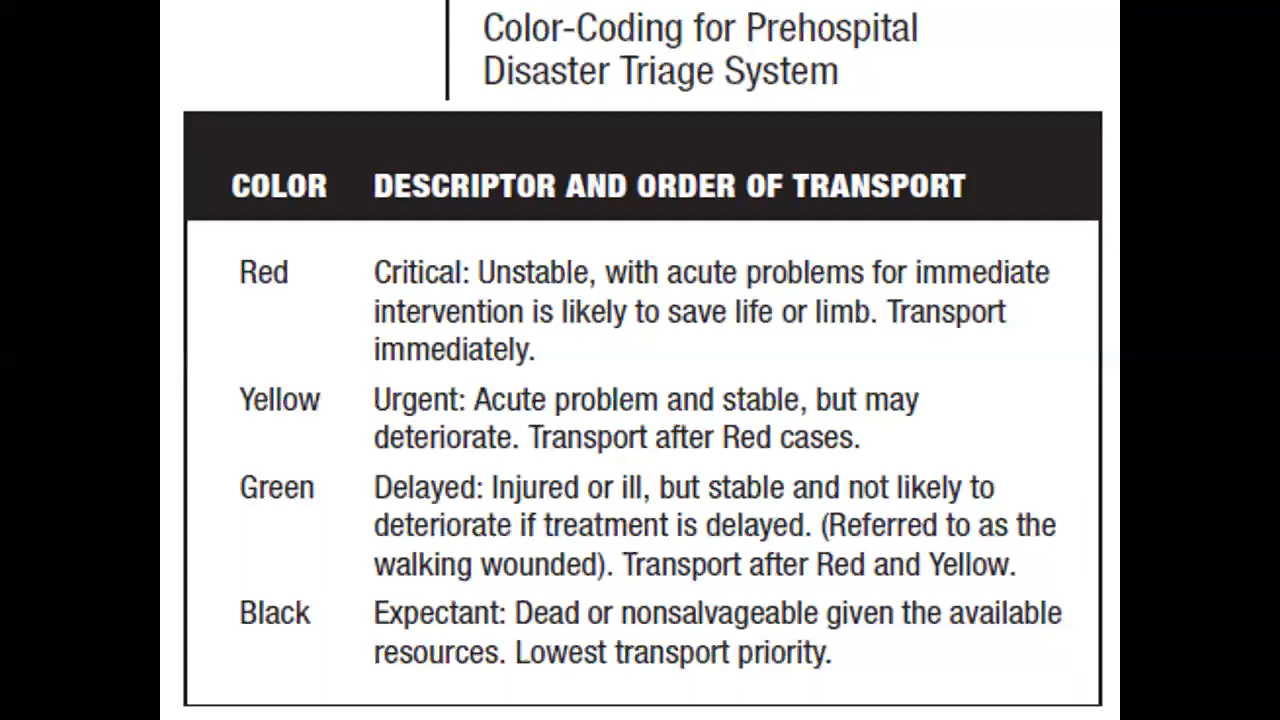 Color-Coding for Prehospital
Disaster Triage System
COLOR DESCRIPTOR AND ORDER OF TRANSPORT
Red Critical: Unstable, with acute problems for immediate
intervention is likely to save life or limb. Transport
immediately.
Yellow Urgent: Acute problem and stable, but may
deteriorate. Transport after Red cases.
Green Delayed: Injured or ill, but stable and not likely to
deteriorate if treatment is delayed. (Referred to as the
walking wounded). Transport after Red and Yellow.
Black Expectant: Dead or nonsalvageable given the available
resources. Lowest transport priority.